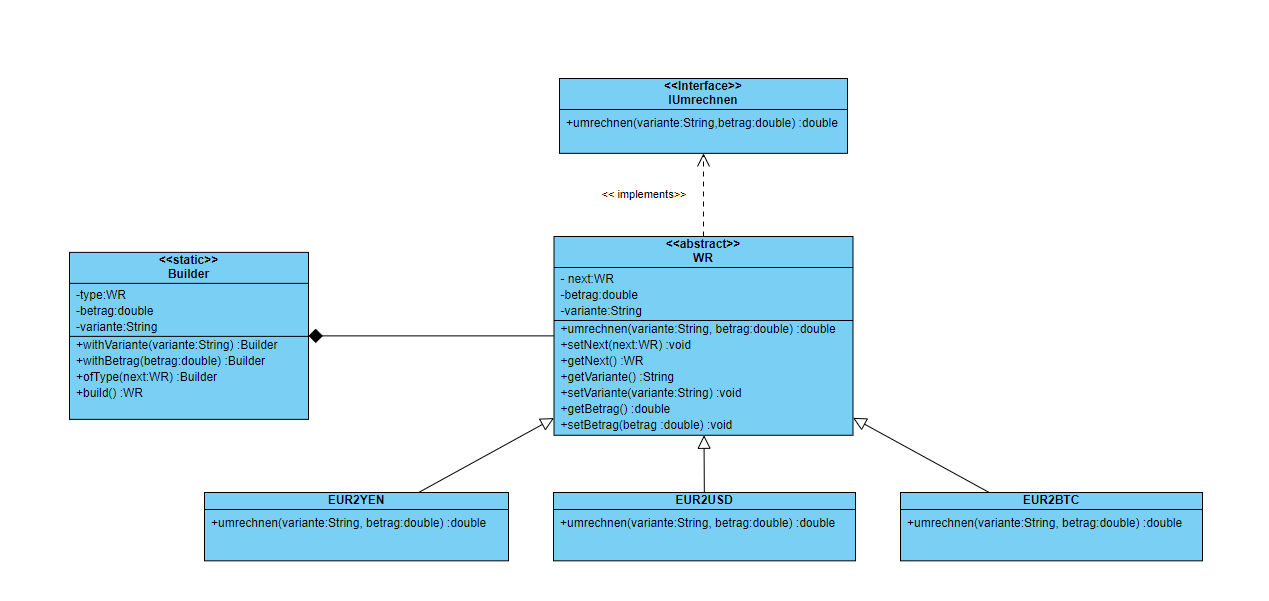 <<Interface>>
IUmrechnen
+umrechnen(variante:String,betrag:double) :double
<< implements>>
<<abstract>>
WR
- next:WR
-betrag:double
-variante:String
+umrechnen(variante:String, betrag:double) :double
+setNext(next:WR) :void
+getNext() :WR
+getVariante() :String
+setVariante(variante:String) :void
+getBetrag() :double
+setBetrag(betrag :double) :void
<<static>>
Builder
-type:WR
-betrag:double
-variante:String
+withVariante(variante:String) :Builder
+withBetrag(betrag:double) :Builder
+ofType(next:WR) :Builder
+build() :WR
EUR2YEN
+umrechnen(variante:String, betrag:double) :double
EUR2USD
+umrechnen(variante:String, betrag:double) :double
EUR2BTC
+umrechnen(variante:String, betrag:double) :double